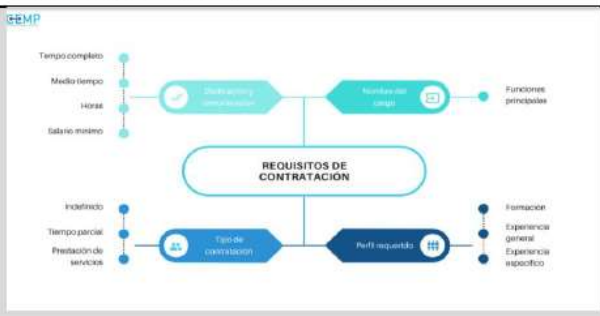 CEMP
Tiempo completo
Medio tiempo
Horas
Salario mínimo
Dedicación y
remuneración
Nombre del
cargo
Funciones
principales
REQUISITOS DE
CONTRATACIÓN
Indefinido
Tiempo parcial
Prestación de
servicios
Tipo de
contratación
Perfil requerido
Formación
Experiencia
general
Experiencia
específico